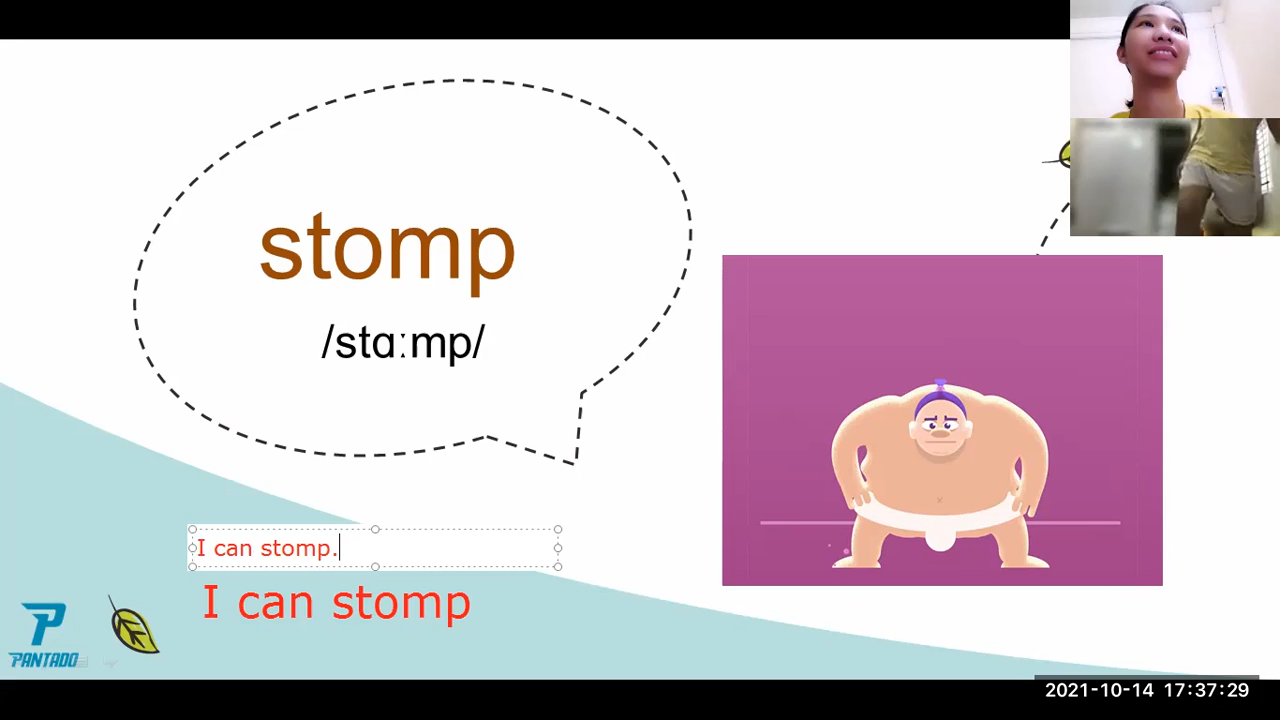 stomp
/stɑːmp/
I can stomp.
I can stomp
PANTADO
2021-10-14 17:37:29